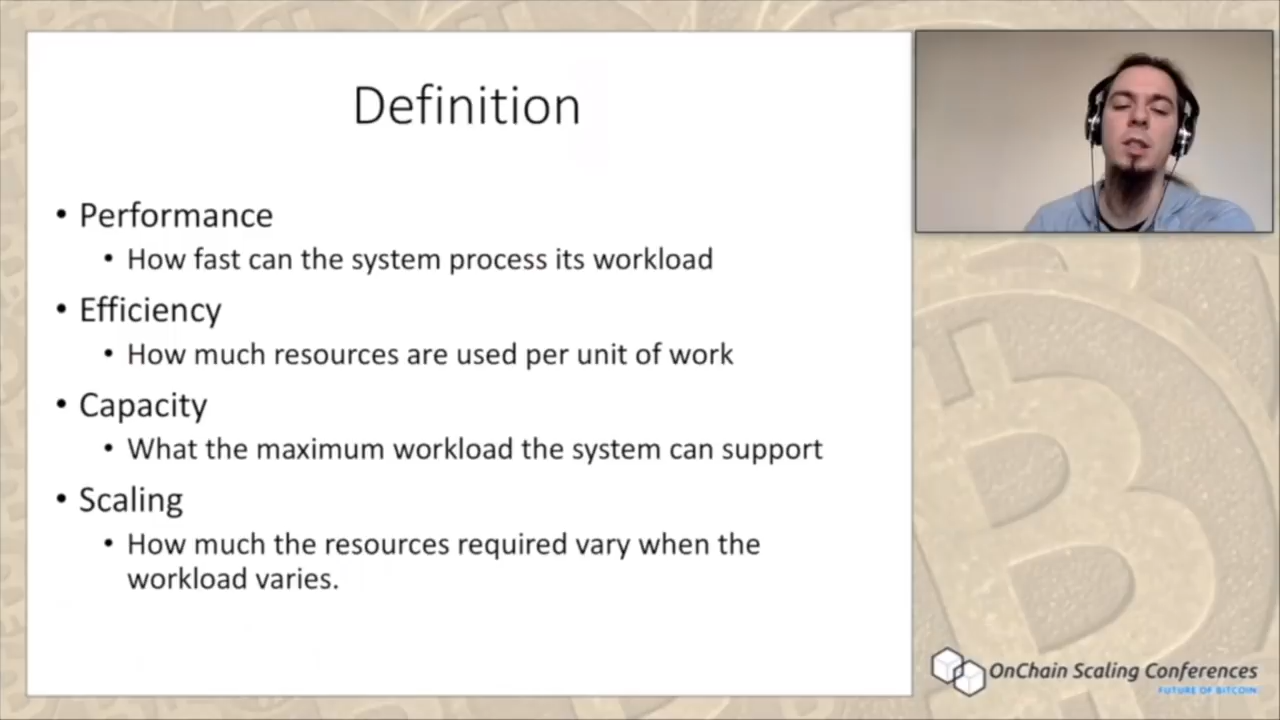 Definition
• Performance
• How fast can the system process its workload
• Efficiency
• How much resources are used per unit of work
• Capacity
• What the maximum workload the system can support
• Scaling
• How much the resources required vary when the
workload varies.
OnChain Scaling Conferences
FUTURE OF BITCOIN